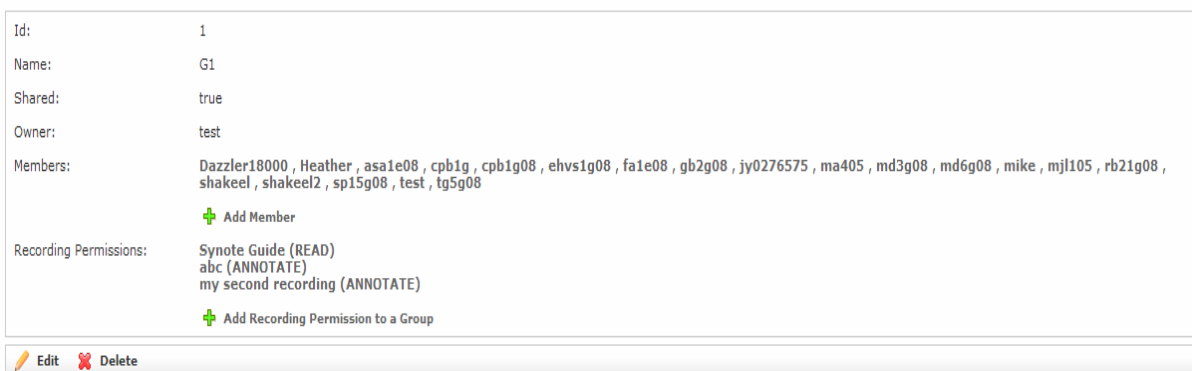 Id: 1
Name: G1
Shared: true
Owner: test
Members: Dazzler18000 , Heather , asa1e08 , cpb1g , cpb1g08 , ehvs1g08 , fa1e08 , gb2g08 , jy0276575 , ma405 , md3g08 , md6g08 , mike , mjl105 , rb21g08 ,
shakeel , shakeel2 , sp15g08 , test , tg5g08
Add Member
Recording Permissions: Synote Guide (READ)
abc (ANNOTATE)
my second recording (ANNOTATE)
Add Recording Permission to a Group
Edit Delete